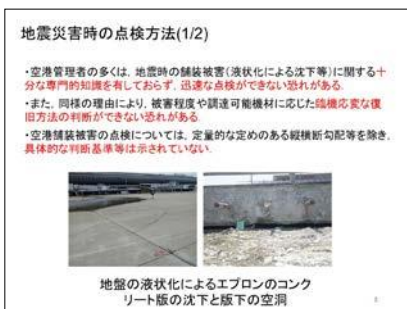 地震災害時の点検方法(1/2)
・空港管理者の多くは，地震時の舗装被害(液状化による沈下等)に関する十
分な専門的知識を有しておらず，迅速な点検ができない恐れがある
・また，同様の理由により，被害程度や調達可能機材に応じた臨機応変な復
旧方法の判断ができない恐れがある
・空港舗装被害の点検については，定量的な定めのある縦横断勾配等を除き，
具体的な判断基準等は示されていない
地盤の液状化によるエプロンのコンク
リート版の沈下と版下の空洞